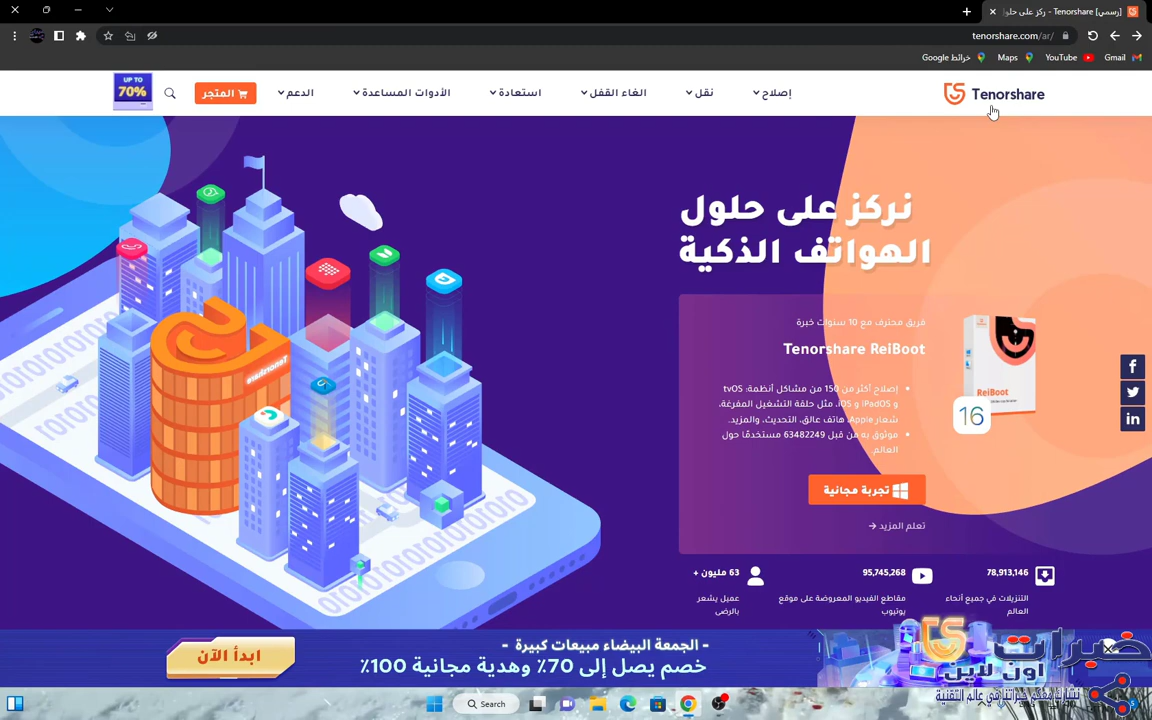 [رسمي] Tenorshare - ركز على حلو
tenorshare.com/ar/
Gmail
YouTube
Maps
خرائط Google
Tenorshare
إصلاح
نقل
الغاء القفل
استعادة
الأدوات المساعدة
الدعم
المتجر
UP TO
70%
نركز على حلول
الهواتف الذكية
فريق محترف مع 10 سنوات خبرة
Tenorshare ReiBoot
إصلاح أكثر من 150 من مشاكل أنظمة: tvOS
و iPadOS و iOS، مثل حلقة التشغيل المفرغة،
شعار Apple، هاتف عالق، التحديث، والمزيد.
موثوق به من قبل 63482249 مستخدمًا حول
العالم.
ReiBoot
16
تجربة مجانية
تعلم المزيد
78,913,146
التنزيلات في جميع أنحاء
العالم
95,745,268
مقاطع الفيديو المعروضة على موقع
يوتيوب
63 مليون +
عميل يشعر
بالرضى
- الجمعة البيضاء مبيعات كبيرة -
خصم يصل إلى 70٪ وهدية مجانية 100٪
ابدأ الآن
خبرات
اون لاين
Search